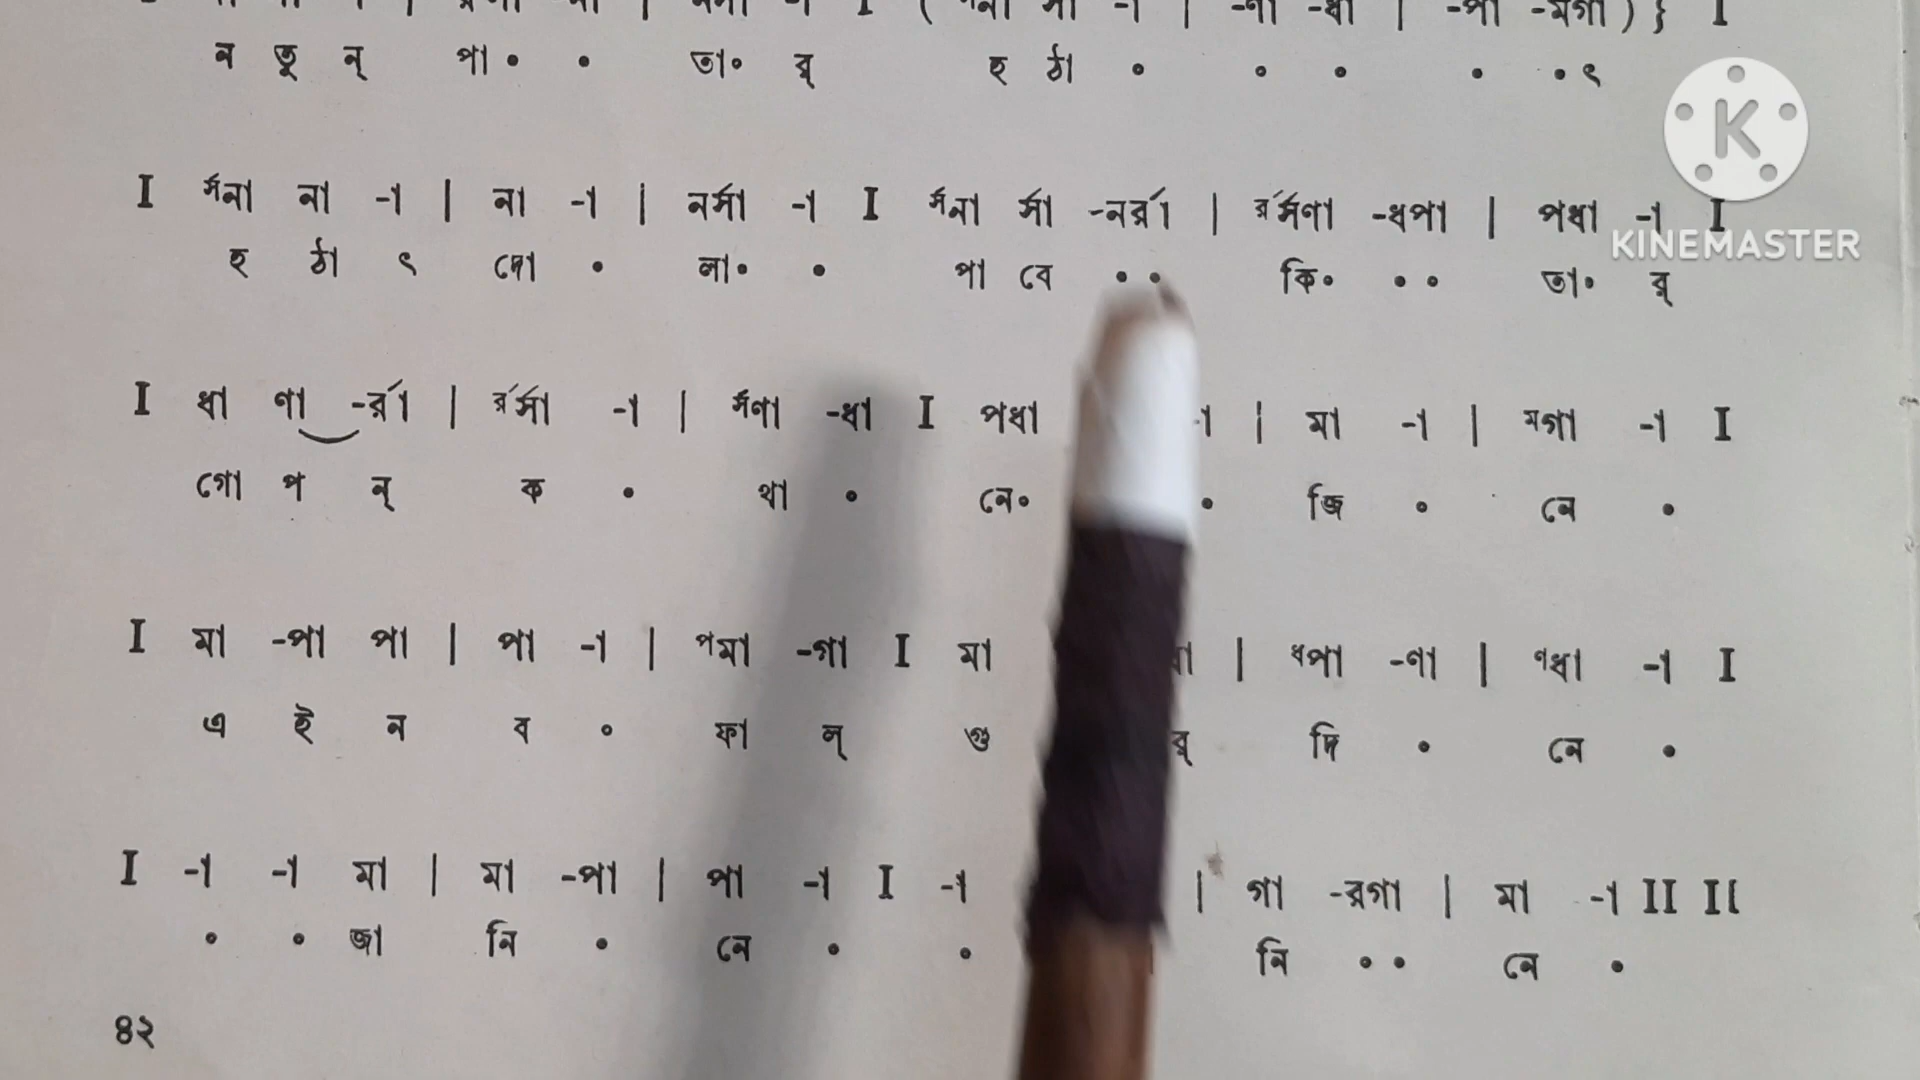 ন তু ন্ পা॰ ॰ তা॰ র্ হ ঠা ॰ ॰ ॰ ॰ ॰ ৎ
K
KINEMASTER
I র্সনা না -া | না -া | নর্সা -া I র্সনা র্সা -নর্রা | র্রর্সণা -ধপা | পধা -া I
হ ঠা ৎ দো ॰ লা॰ ॰ পা বে ॰ ॰ কি॰ ॰ ॰ তা॰ র্
I ধা ণা -র্রা | র্রর্সা -া | র্সণা -ধা I পধা -া | মা -া | মগা -া I
গো প ন্ ক ॰ থা ॰ নে॰ ॰ জি ॰ নে ॰
I মা -পা পা | পা -া | পমা -গা I মা | ধপা -ণা | ণধা -া I
এ ই ন ব ॰ ফা ল্ গু র্ দি ॰ নে ॰
I -া -া মা | মা -পা | পা -া I -া | গা -রগা | মা -া II II
॰ ॰ জা নি ॰ নে ॰ ॰ নি ॰ ॰ নে ॰
৪২